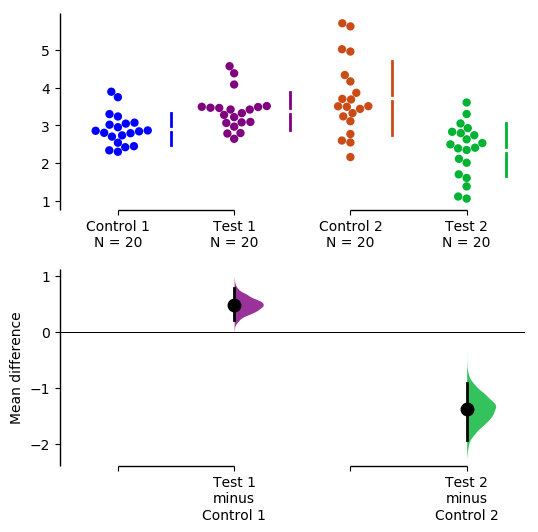 5
4
3
2
1
Control 1
N = 20
Test 1
N = 20
Control 2
N = 20
Test 2
N = 20
Mean difference
1
0
−1
−2
Test 1
minus
Control 1
Test 2
minus
Control 2